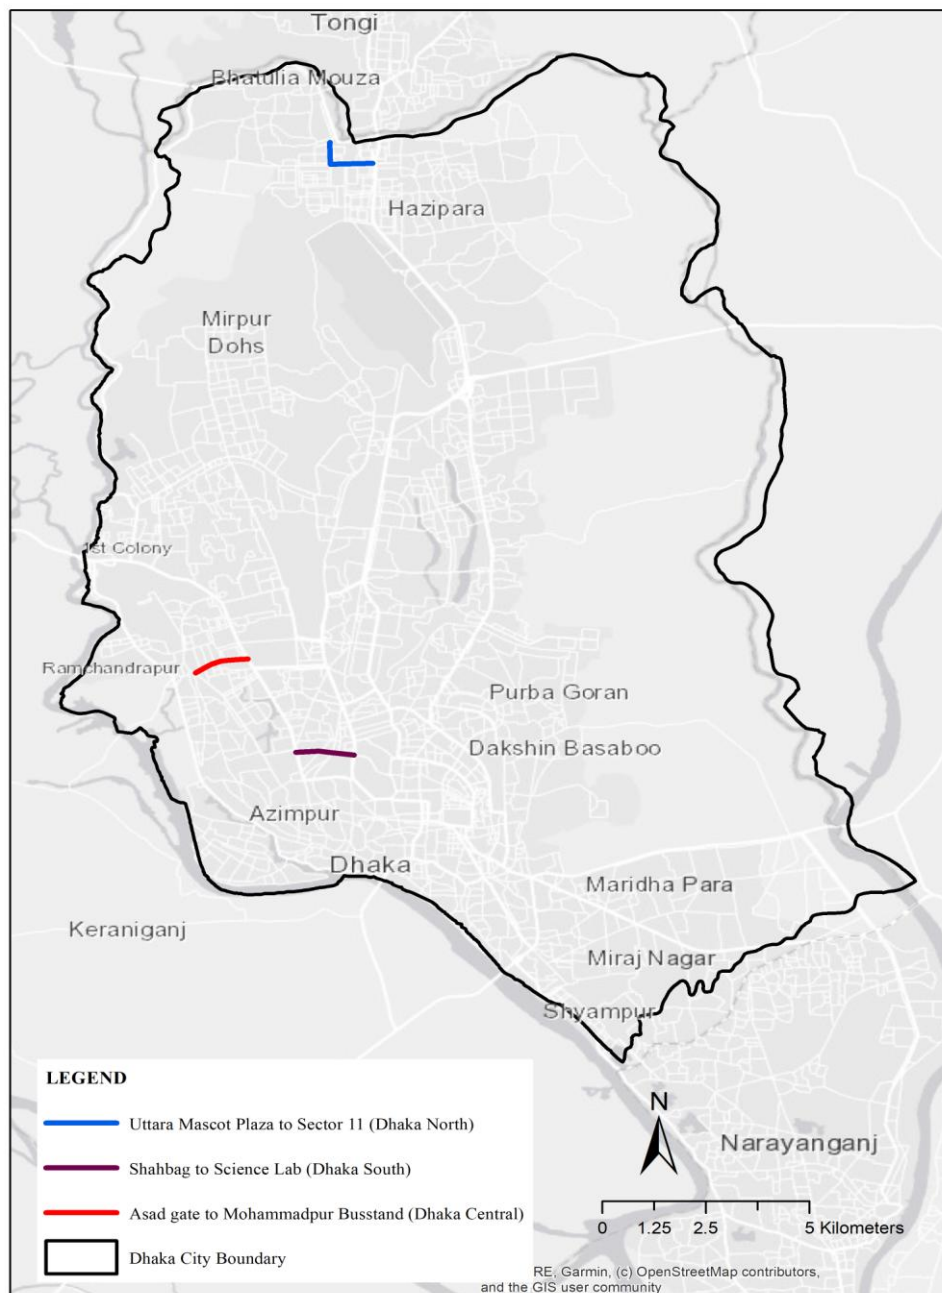 Tongi
Bhatulia Mouza
Hazipara
Mirpur
Dohs
1st Colony
Ramchandrapur
Purba Goran
Dakshin Basaboo
Azimpur
Dhaka
Maridha Para
Keraniganj
Miraj Nagar
Shyampur
LEGEND
Uttara Mascot Plaza to Sector 11 (Dhaka North)
Shahbag to Science Lab (Dhaka South)
Asad gate to Mohammadpur Busstand (Dhaka Central)
Dhaka City Boundary
N
Narayanganj
0 1.25 2.5 5 Kilometers
RE, Garmin, (c) OpenStreetMap contributors,
and the GIS user community